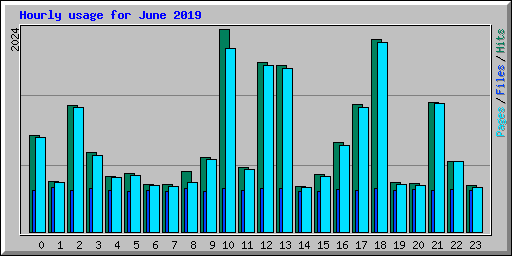 Hourly usage for June 2019
2024
Pages / Files / Hits
0 1 2 3 4 5 6 7 8 9 10 11 12 13 14 15 16 17 18 19 20 21 22 23